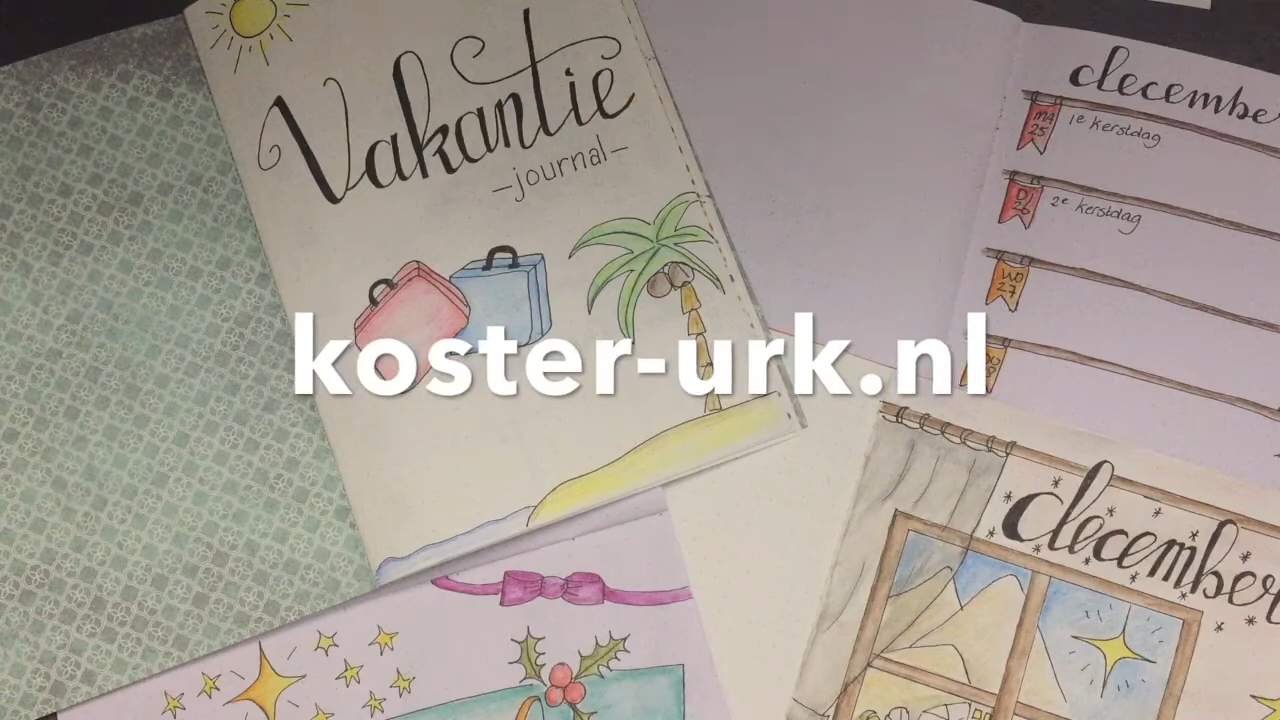 Vakantie
-journal-
december
MA
25
1e kerstdag
DI
26
2e kerstdag
WO
27
koster-urk.nl
december